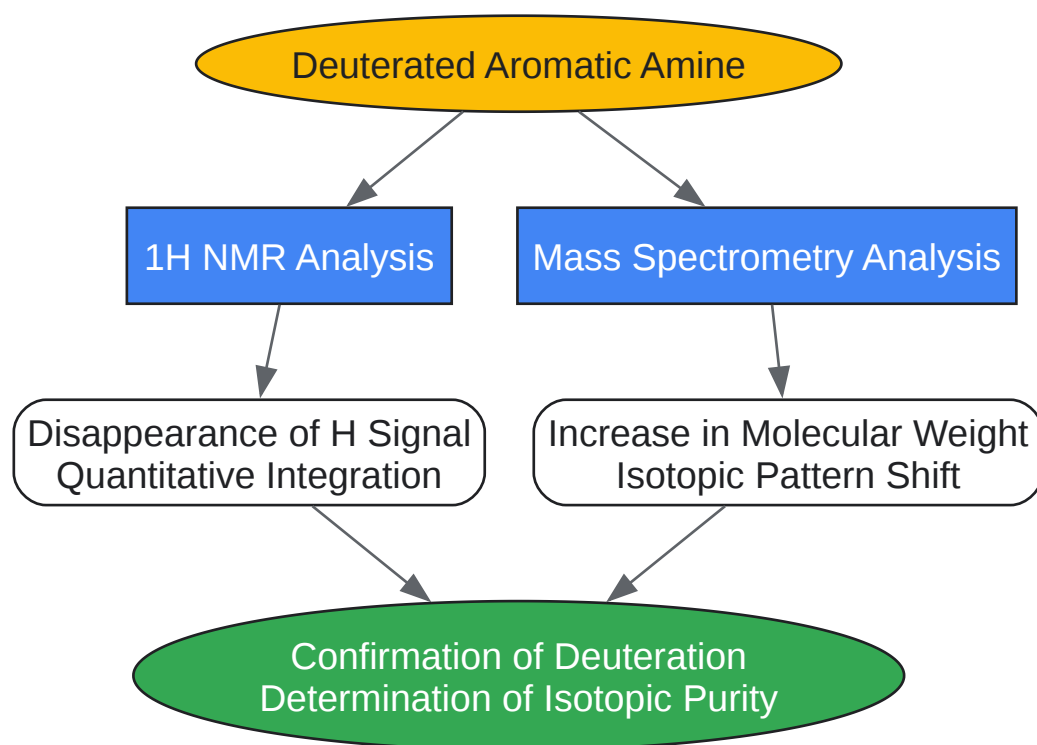 Deuterated Aromatic Amine
1H NMR Analysis
Mass Spectrometry Analysis
Disappearance of H Signal
Quantitative Integration
Increase in Molecular Weight
Isotopic Pattern Shift
Confirmation of Deuteration
Determination of Isotopic Purity